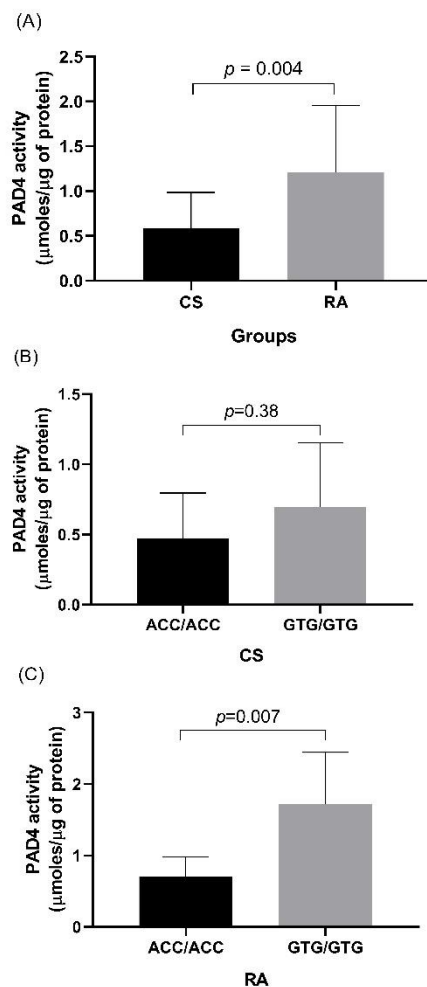 (A)
PAD4 activity
(μmoles/μg of protein)
2.5
2.0
1.5
1.0
0.5
0.0
p = 0.004
CS
RA
Groups
(B)
PAD4 activity
(μmoles/μg of protein)
1.5
1.0
0.5
0.0
p=0.38
ACC/ACC
GTG/GTG
CS
(C)
PAD4 activity
(μmoles/μg of protein)
3
2
1
0
p=0.007
ACC/ACC
GTG/GTG
RA